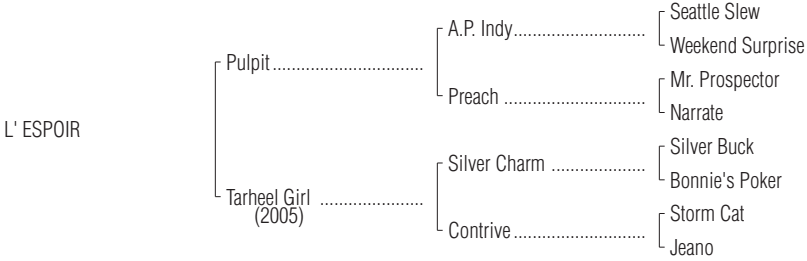 Seattle Slew
A.P. Indy..............................
Weekend Surprise
Pulpit..................................
Mr. Prospector
Preach ................................
Narrate
L' ESPOIR
Silver Buck
Silver Charm .....................
Bonnie's Poker
Tarheel Girl .......................
(2005)
Storm Cat
Contrive..............................
Jeano